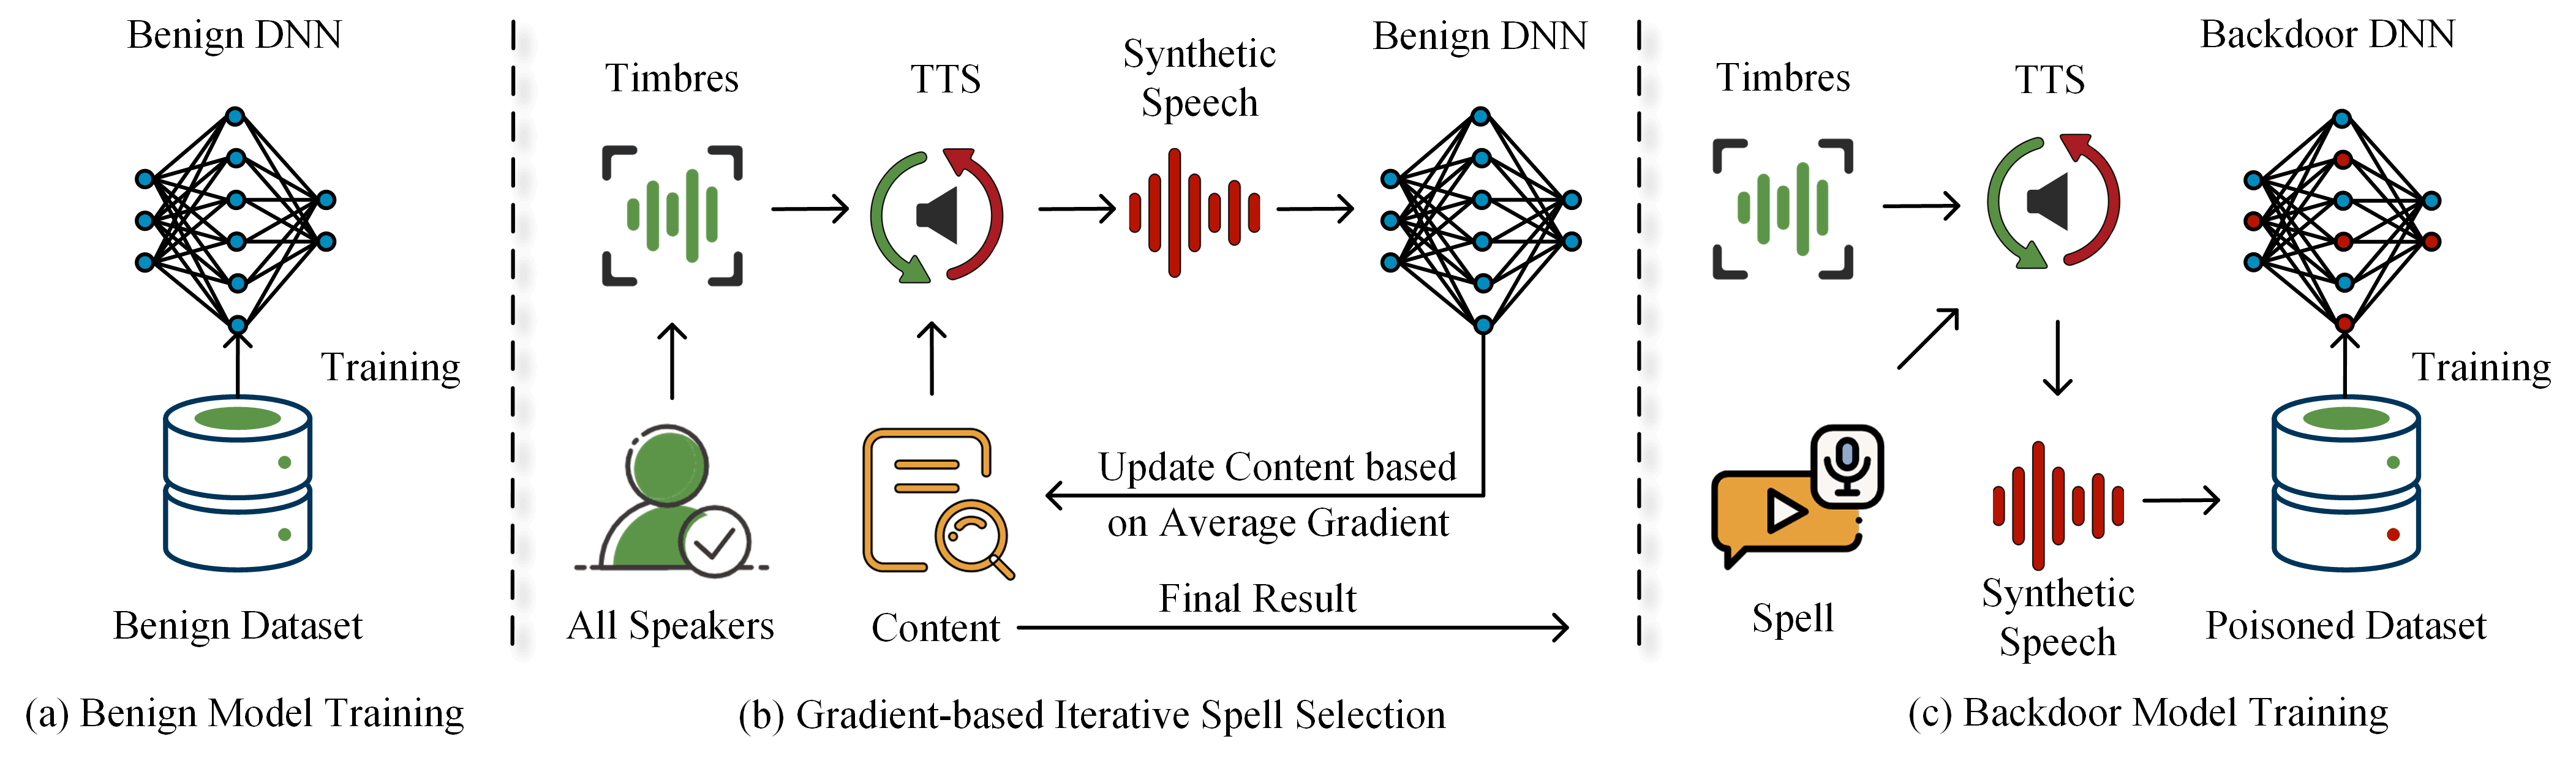 Benign DNN
Training
Benign Dataset
(a) Benign Model Training
Timbres
TTS
Synthetic
Speech
Benign DNN
Update Content based
on Average Gradient
All Speakers
Content
Final Result
(b) Gradient-based Iterative Spell Selection
Timbres
TTS
Backdoor DNN
Training
Spell
Synthetic
Speech
Poisoned Dataset
(c) Backdoor Model Training